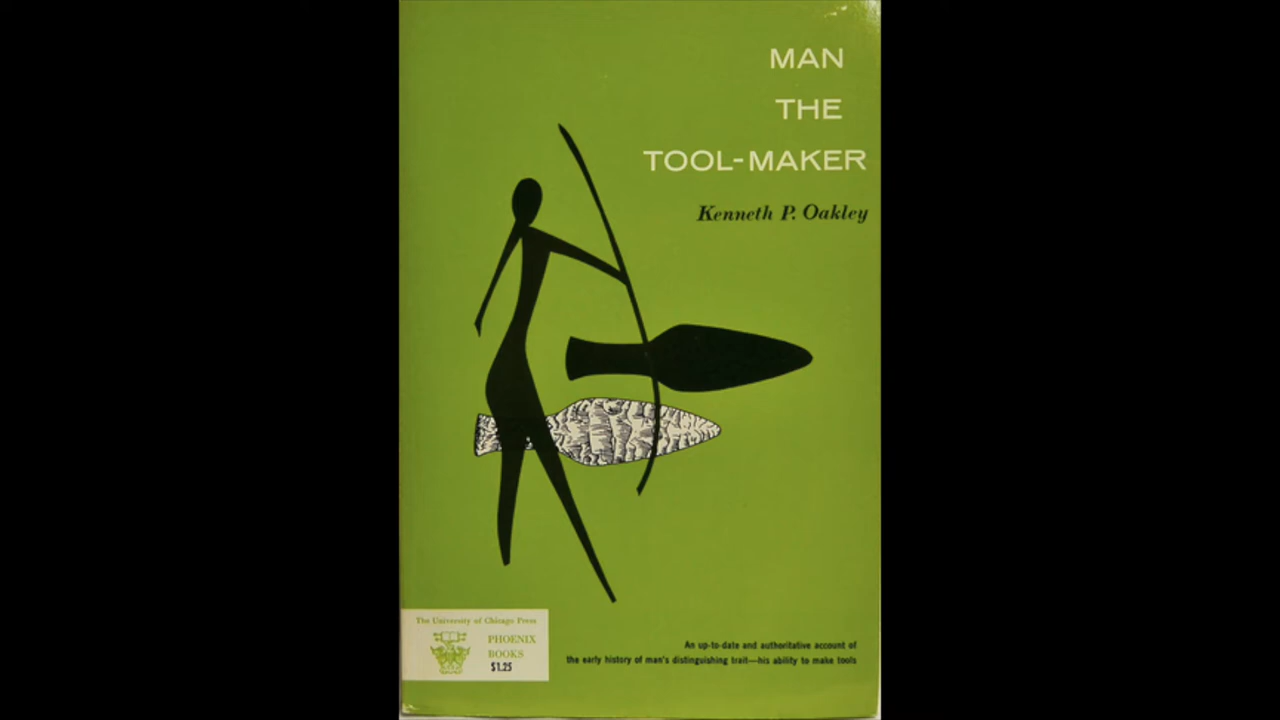 MAN
THE
TOOL-MAKER
Kenneth P. Oakley
The University of Chicago Press
PHOENIX
BOOKS
$1.25
An up-to-date and authoritative account of
the early history of man's distinguishing trait—his ability to make tools